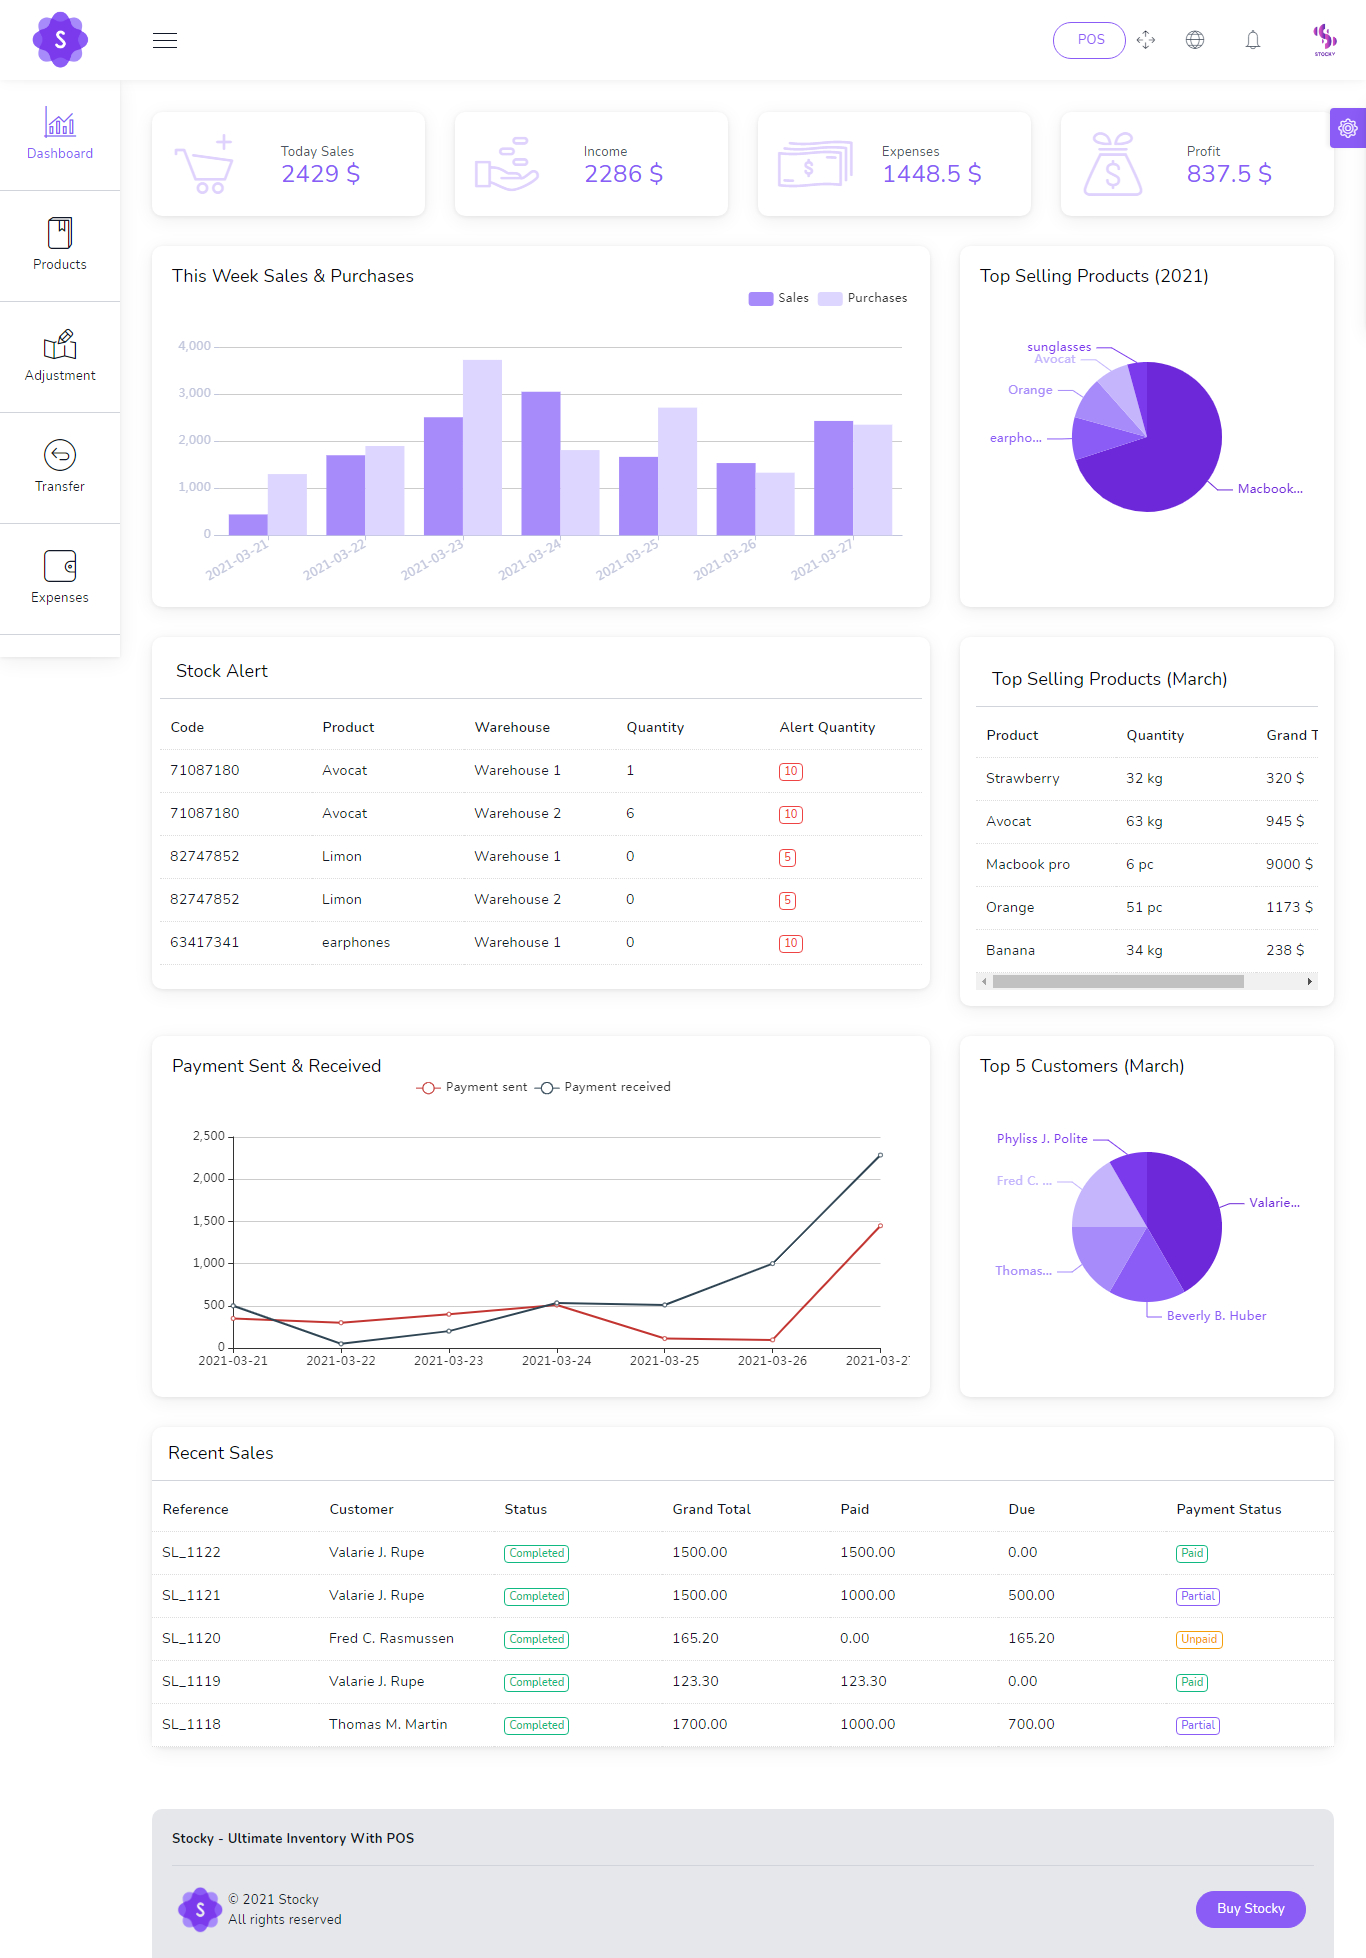 S
POS
STOCKY
Dashboard
Products
Adjustment
Transfer
Expenses
Today Sales
2429 $
Income
2286 $
Expenses
1448.5 $
Profit
837.5 $
This Week Sales & Purchases
Sales Purchases
4,000
3,000
2,000
1,000
0
2021-03-21 2021-03-22 2021-03-23 2021-03-24 2021-03-25 2021-03-26 2021-03-27
Top Selling Products (2021)
sunglasses
Avocat
Orange
earpho...
Macbook...
Stock Alert
Code Product Warehouse Quantity Alert Quantity
71087180 Avocat Warehouse 1 1 10
71087180 Avocat Warehouse 2 6 10
82747852 Limon Warehouse 1 0 5
82747852 Limon Warehouse 2 0 5
63417341 earphones Warehouse 1 0 10
Top Selling Products (March)
Product Quantity Grand T
Strawberry 32 kg 320 $
Avocat 63 kg 945 $
Macbook pro 6 pc 9000 $
Orange 51 pc 1173 $
Banana 34 kg 238 $
Payment Sent & Received
Payment sent Payment received
2,500
2,000
1,500
1,000
500
0
2021-03-21 2021-03-22 2021-03-23 2021-03-24 2021-03-25 2021-03-26 2021-03-27
Top 5 Customers (March)
Phyliss J. Polite
Fred C. ...
Valarie...
Thomas...
Beverly B. Huber
Recent Sales
Reference Customer Status Grand Total Paid Due Payment Status
SL_1122 Valarie J. Rupe Completed 1500.00 1500.00 0.00 Paid
SL_1121 Valarie J. Rupe Completed 1500.00 1000.00 500.00 Partial
SL_1120 Fred C. Rasmussen Completed 165.20 0.00 165.20 Unpaid
SL_1119 Valarie J. Rupe Completed 123.30 123.30 0.00 Paid
SL_1118 Thomas M. Martin Completed 1700.00 1000.00 700.00 Partial
Stocky - Ultimate Inventory With POS
S
© 2021 Stocky
All rights reserved
Buy Stocky